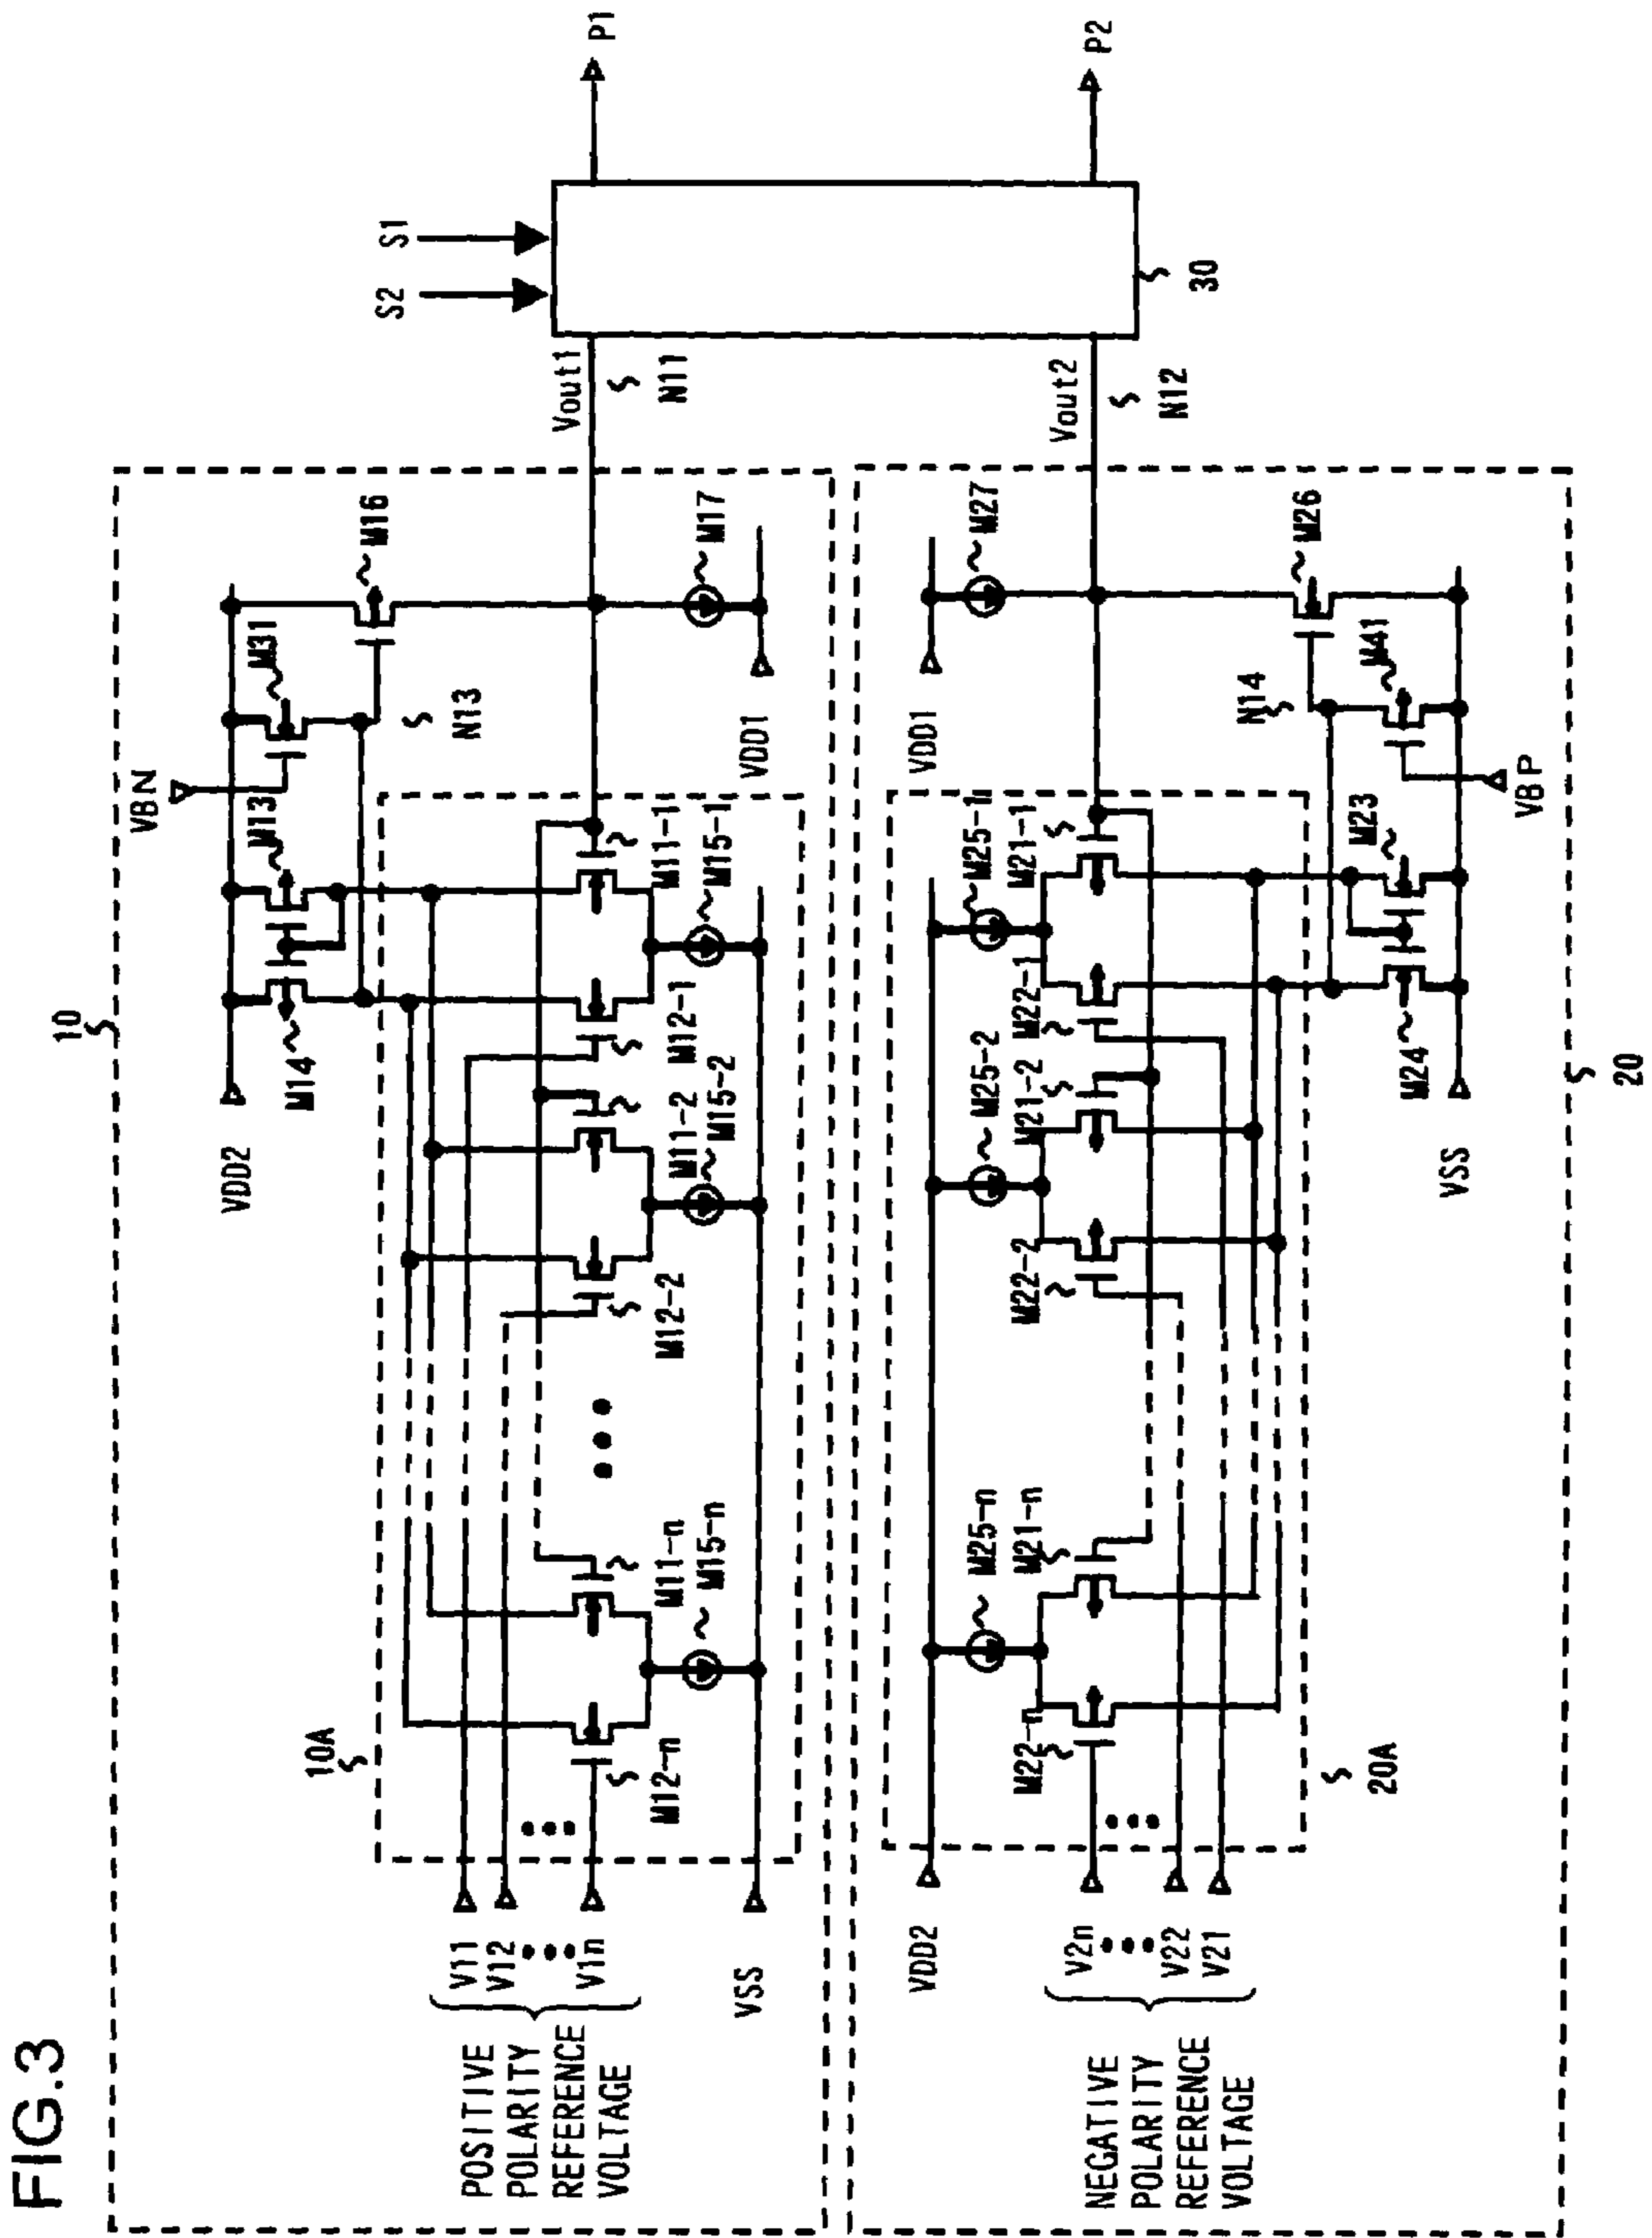 FIG.3
10
VBN
VDD2
M14
M13
M31
M16
N13
10A
POSITIVE
POLARITY
REFERENCE
VOLTAGE
V11
V12
V1n
VSS
M12-n
M11-n
M15-n
M12-2
M11-2
M15-2
M12-1
M11-1
M15-1
M17
VDD1
Vout1
N11
S2
S1
30
P1
P2
Vout2
N12
VDD1
M27
VDD2
M25-n
M21-n
M22-n
M25-2
M21-2
M22-2
M25-1
M21-1
M22-1
NEGATIVE
POLARITY
REFERENCE
VOLTAGE
V2n
V22
V21
20A
N14
M26
M41
M23
M24
VBP
VSS
20